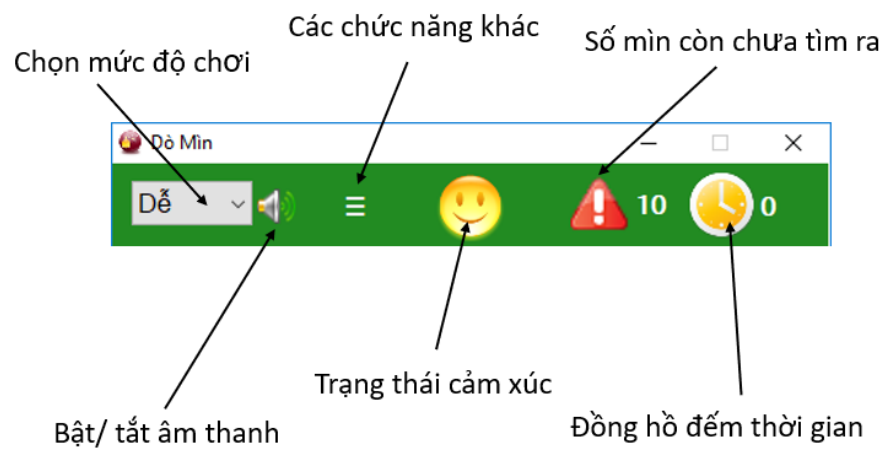 Các chức năng khác
Số mìn còn chưa tìm ra
Chọn mức độ chơi
Dò Mìn
Dễ
10
0
Trạng thái cảm xúc
Đồng hồ đếm thời gian
Bật/ tắt âm thanh